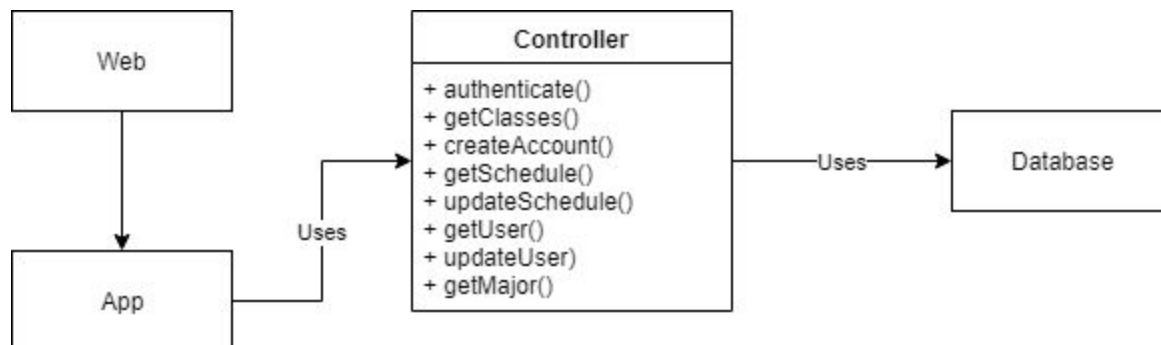 Web
App
Uses
Controller
+ authenticate()
+ getClasses()
+ createAccount()
+ getSchedule()
+ updateSchedule()
+ getUser()
+ updateUser)
+ getMajor()
Uses
Database